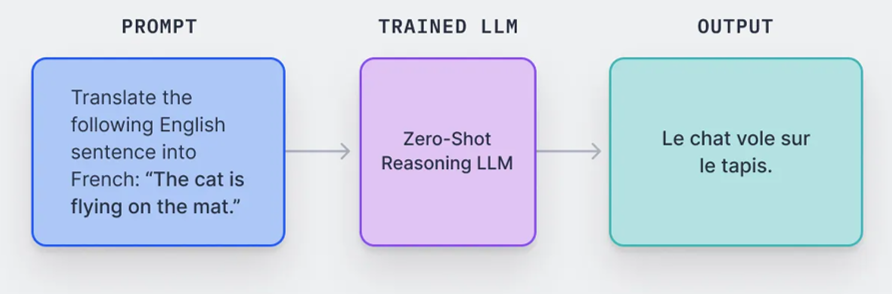 PROMPT
TRAINED LLM
OUTPUT
Translate the
following English
sentence into
French: “The cat is
flying on the mat.”
Zero-Shot
Reasoning LLM
Le chat vole sur
le tapis.